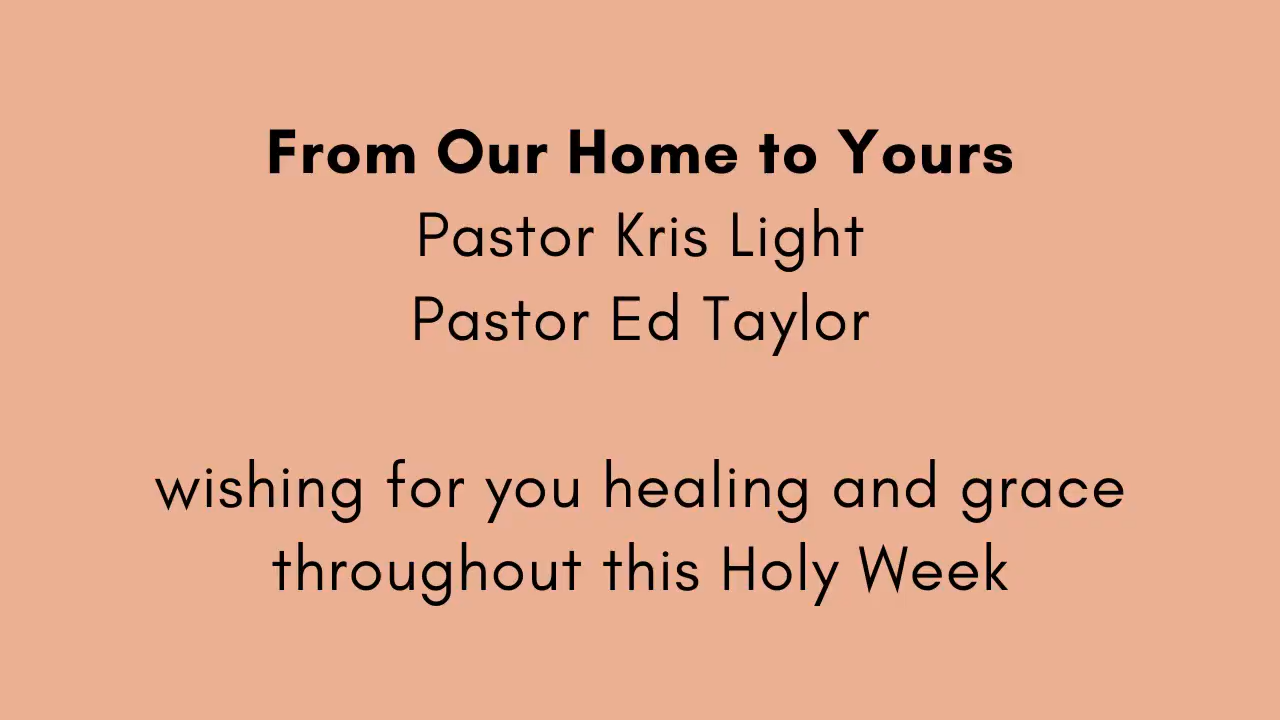 From Our Home to Yours
Pastor Kris Light
Pastor Ed Taylor
wishing for you healing and grace
throughout this Holy Week